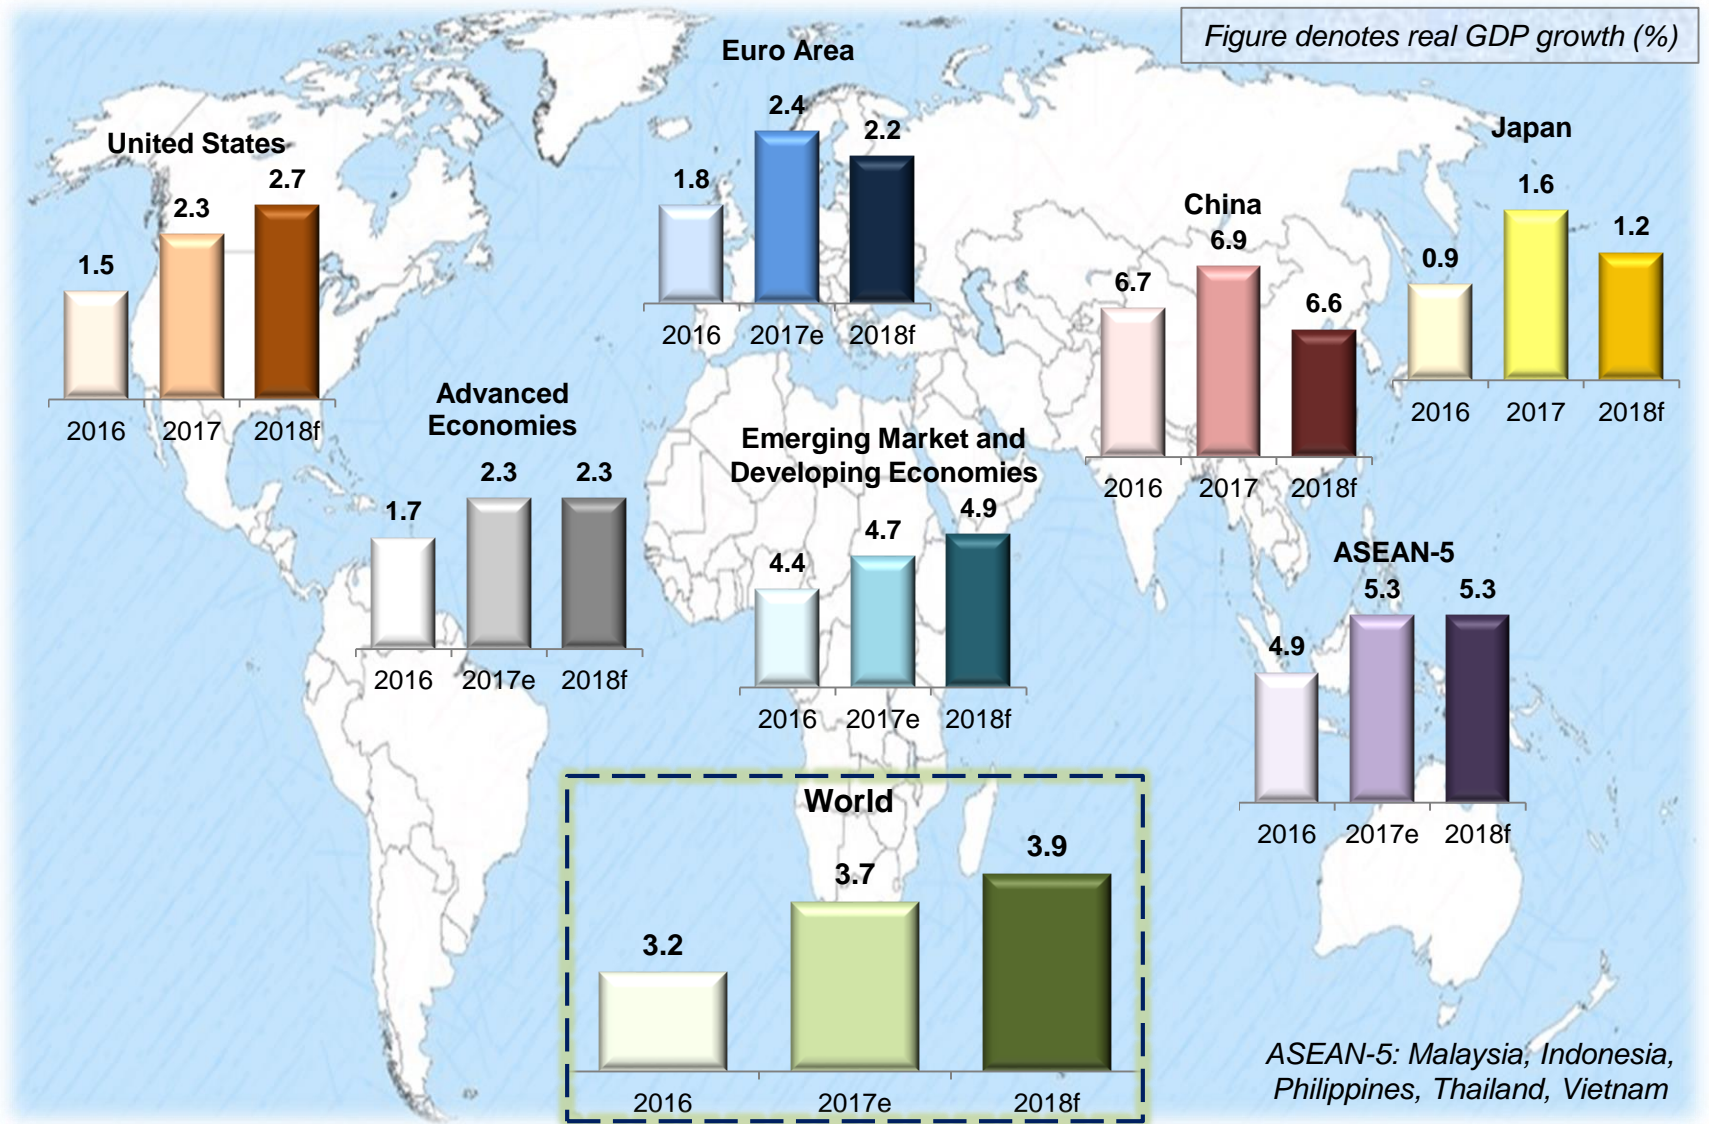 Figure denotes real GDP growth (%)
Euro Area
2.4
2.2
1.8
2016 2017e 2018f
United States
2.7
2.3
1.5
2016 2017 2018f
Japan
1.6
1.2
0.9
2016 2017 2018f
China
6.9
6.7
6.6
2016 2017 2018f
Advanced
Economies
2.3 2.3
1.7
2016 2017e 2018f
Emerging Market and
Developing Economies
4.9
4.7
4.4
2016 2017e 2018f
ASEAN-5
5.3 5.3
4.9
2016 2017e 2018f
World
3.9
3.7
3.2
2016 2017e 2018f
ASEAN-5: Malaysia, Indonesia,
Philippines, Thailand, Vietnam